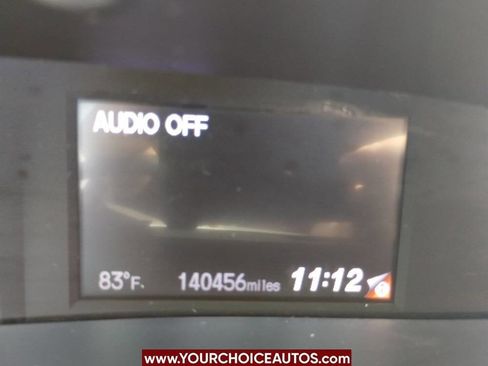 AUDIO OFF
83°F 140456miles 11:12
WWW.YOURCHOICEAUTOS.COM